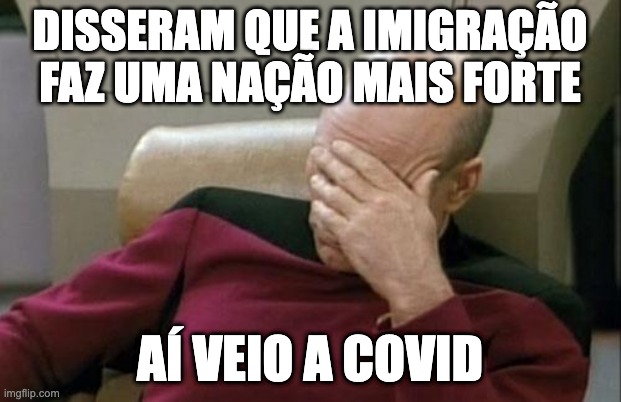 DISSERAM QUE A IMIGRAÇÃO
FAZ UMA NAÇÃO MAIS FORTE
AÍ VEIO A COVID
imgflip.com